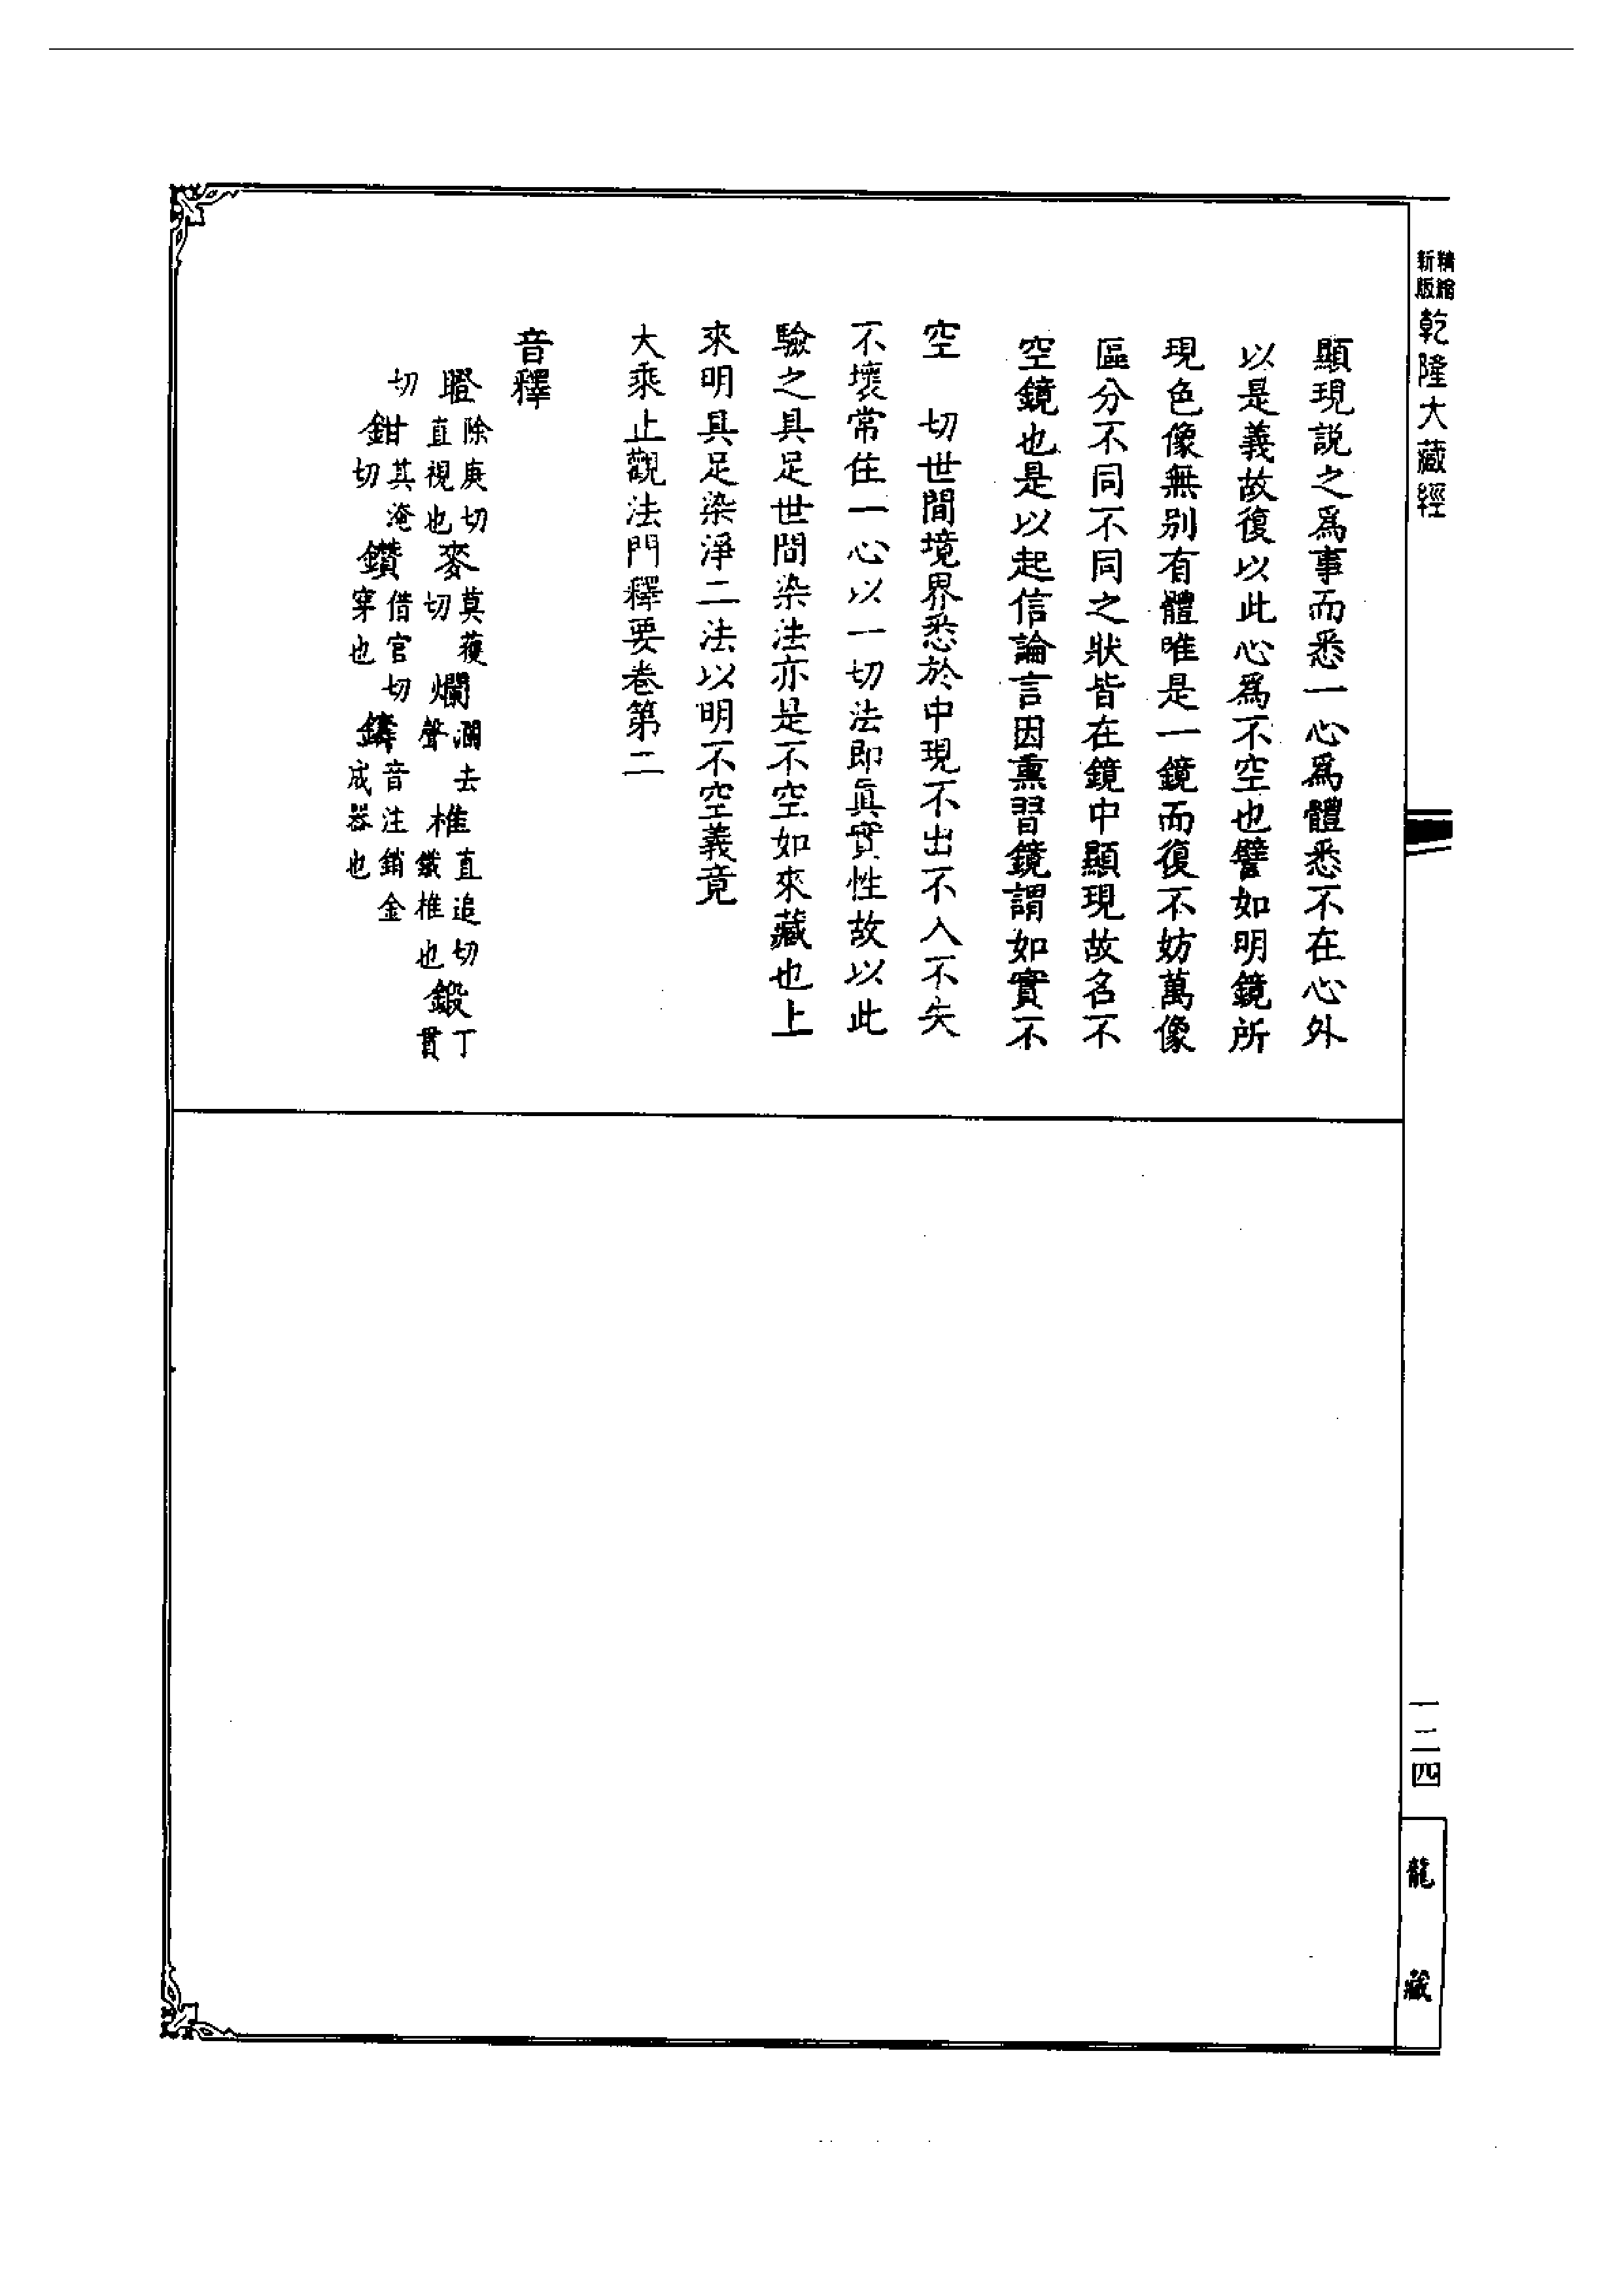 精縮
新版
乾隆大藏經
顯現説之爲事而悉一心爲體悉不在心外
以是義故復以此心爲不空也譬如明鏡所
現色像無别有體唯是一鏡而復不妨萬像
區分不同不同之狀皆在鏡中顯現故名不
空鏡也是以起信論言因熏習鏡謂如實不
空 切世間境界悉於中現不出不入不失
不壞常住一心以一切法即眞實性故以此
驗之具足世間染法亦是不空如來藏也上
來明具足染淨二法以明不空義竟
大乘止觀法門釋要卷第二
音釋
瞪除庚切直視也麥莫䕶切爛瀾去聲椎直追切鐵椎也鍛丁貫
切鉗其淹切鑽借官切穿也鑄音注銷金成器也
一二四
龍藏